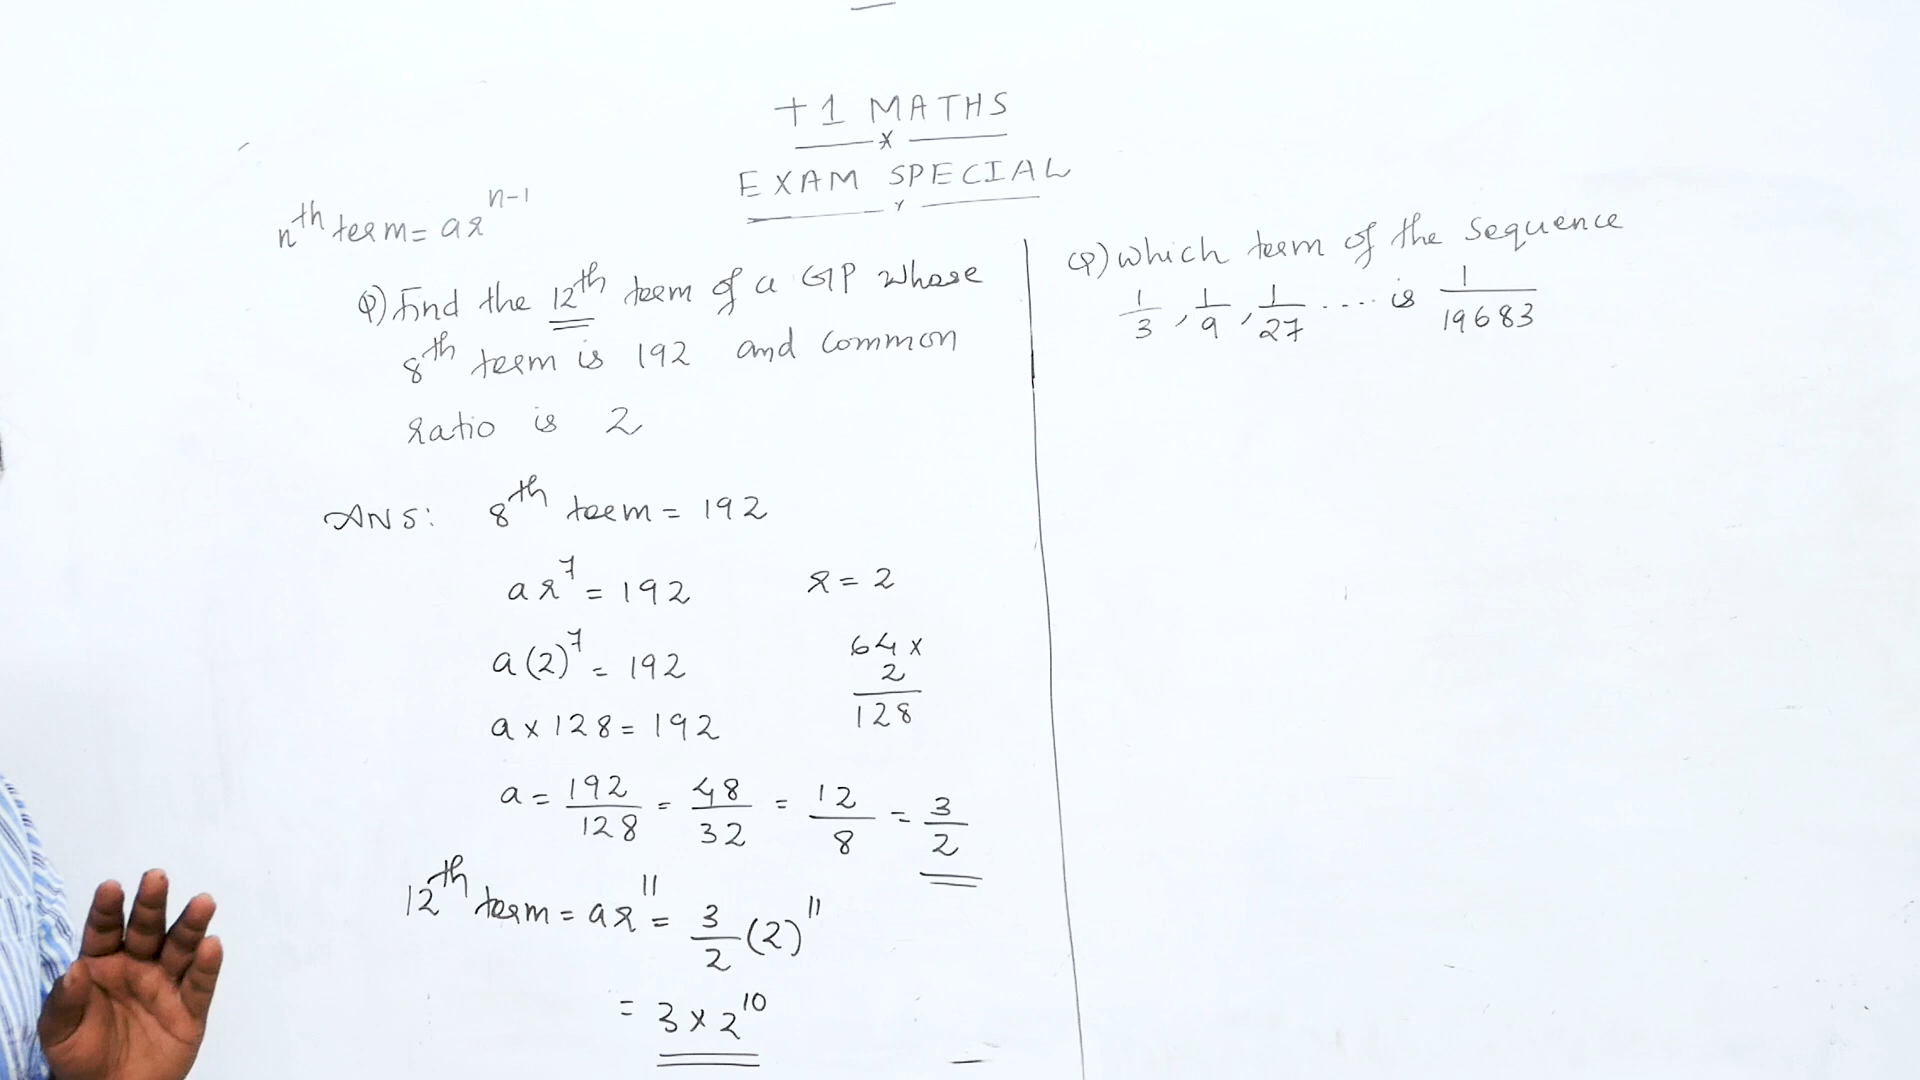 +1 MATHS
EXAM SPECIAL
nth term = ar^n-1
Q) Find the 12th term of a GP whose
8th term is 192 and common
ratio is 2
ANS: 8th term = 192
ar^7 = 192 r = 2
a(2)^7 = 192
64 ×
2
128
a × 128 = 192
a = 192/128 = 48/32 = 12/8 = 3/2
12th term = ar^11 = 3/2 (2)^11
= 3 × 2^10
Q) Which term of the sequence
1/3, 1/9, 1/27 .... is 1/19683